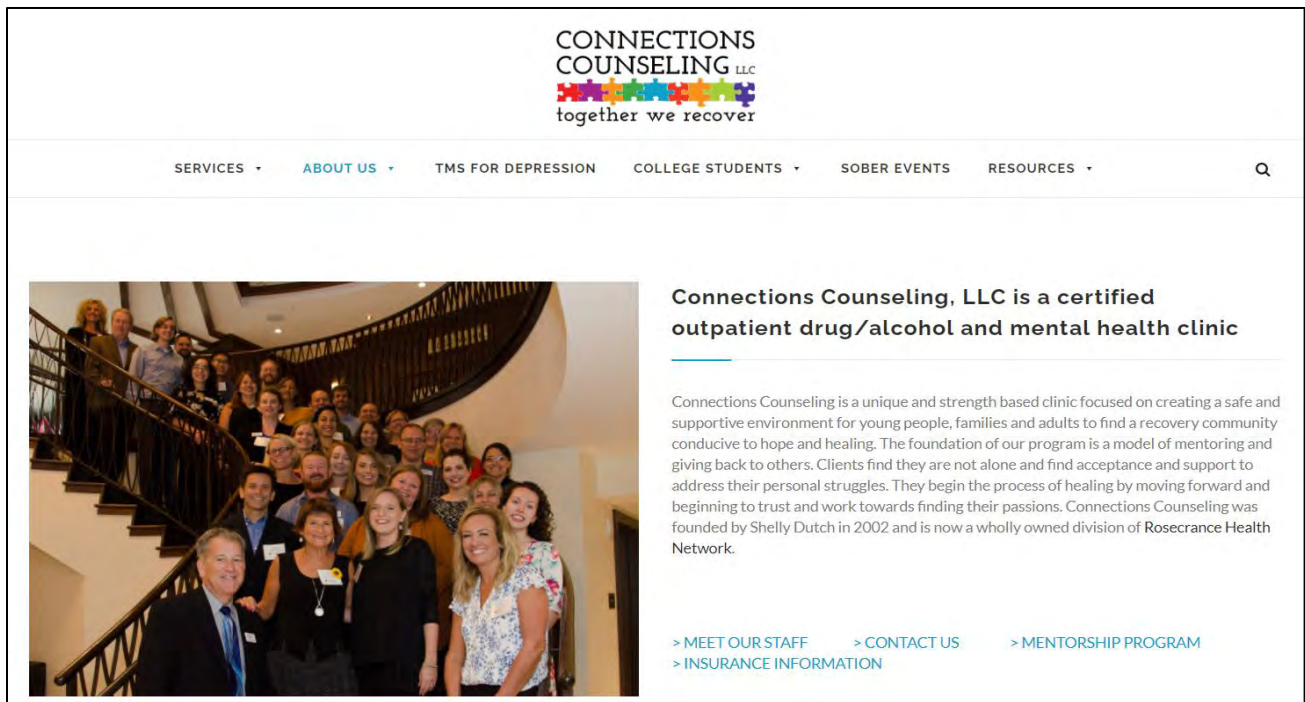 CONNECTIONS
COUNSELING LLC
together we recover
SERVICES
ABOUT US
TMS FOR DEPRESSION
COLLEGE STUDENTS
SOBER EVENTS
RESOURCES
Connections Counseling, LLC is a certified
outpatient drug/alcohol and mental health clinic
Connections Counseling is a unique and strength based clinic focused on creating a safe and
supportive environment for young people, families and adults to find a recovery community
conducive to hope and healing. The foundation of our program is a model of mentoring and
giving back to others. Clients find they are not alone and find acceptance and support to
address their personal struggles. They begin the process of healing by moving forward and
beginning to trust and work towards finding their passions. Connections Counseling was
founded by Shelly Dutch in 2002 and is now a wholly owned division of Rosecrance Health
Network.
> MEET OUR STAFF > CONTACT US > MENTORSHIP PROGRAM
> INSURANCE INFORMATION